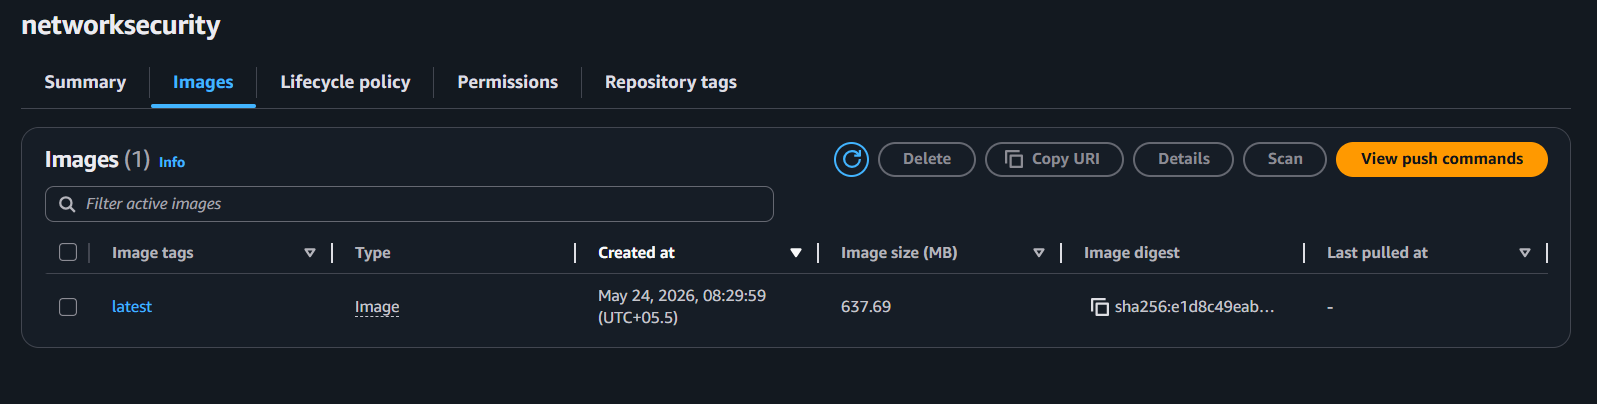 networksecurity
Summary Images Lifecycle policy Permissions Repository tags
Images (1) Info Delete Copy URI Details Scan View push commands
Filter active images
Image tags Type Created at Image size (MB) Image digest Last pulled at
latest Image May 24, 2026, 08:29:59 637.69 sha256:e1d8c49eab... -
(UTC+05.5)